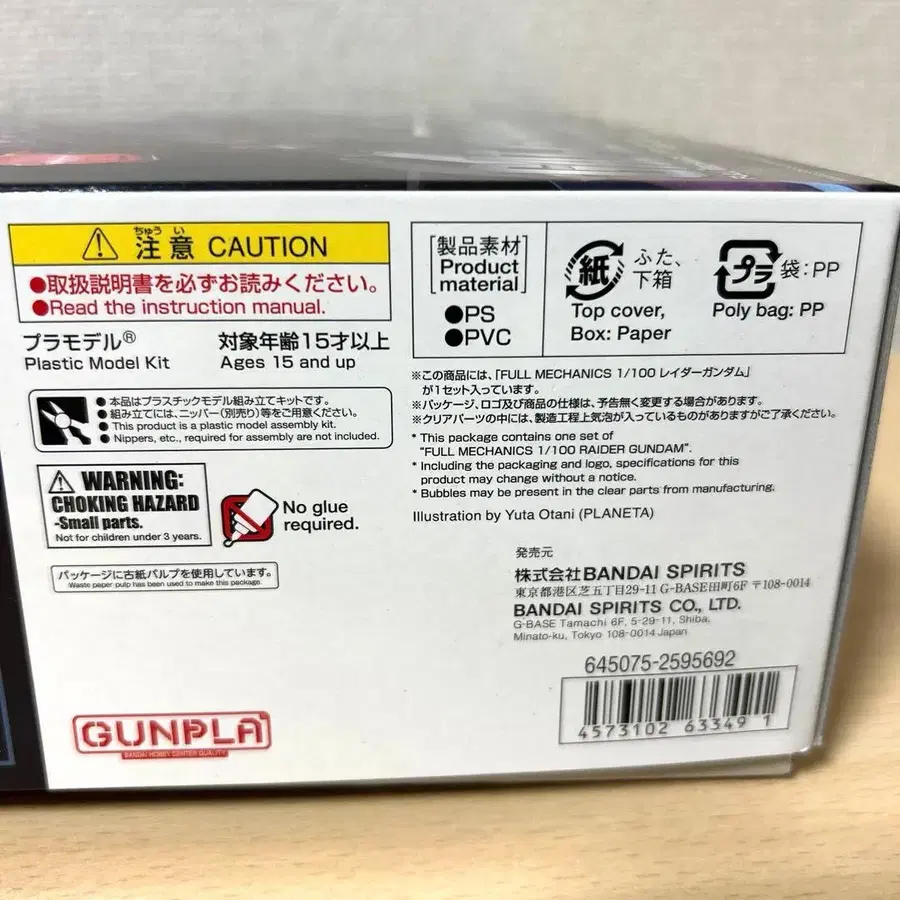 ちゅう い
注意 CAUTION
●取扱説明書を必ずお読みください。
●Read the instruction manual.
プラモデル® 対象年齢15才以上
Plastic Model Kit Ages 15 and up
● 本品はプラスチックモデル組み立てキットです。
● 組み立てには、ニッパー(別売り)等をご用意ください。
● This product is a plastic model assembly kit.
● Nippers, etc., required for assembly are not included.
WARNING:
CHOKING HAZARD
-Small parts.
Not for children under 3 years.
No glue
required.
パッケージに古紙パルプを使用しています。
Waste paper pulp has been used to make this package.
GUNPLA
BANDAI HOBBY CENTER QUALITY
[製品素材
Product
material]
●PS
●PVC
紙 ふた、
下箱
Top cover,
Box: Paper
プラ 袋:PP
Poly bag: PP
※この商品には、「FULL MECHANICS 1/100 レイダーガンダム」
が1セット入っています。
※パッケージ、ロゴ及び商品の仕様は、予告無く変更する場合があります。
※クリアパーツの中には、製造工程上気泡が入っているものがありますがご了承ください。
* This package contains one set of
"FULL MECHANICS 1/100 RAIDER GUNDAM".
* Including the packaging and logo, specifications for this
product may change without a notice.
* Bubbles may be present in the clear parts from manufacturing.
Illustration by Yuta Otani (PLANETA)
発売元
株式会社BANDAI SPIRITS
東京都港区芝五丁目29-11 G-BASE田町6F 〒108-0014
BANDAI SPIRITS CO., LTD.
G-BASE Tamachi 6F, 5-29-11, Shiba,
Minato-ku, Tokyo 108-0014 Japan
645075-2595692
4573102 633491